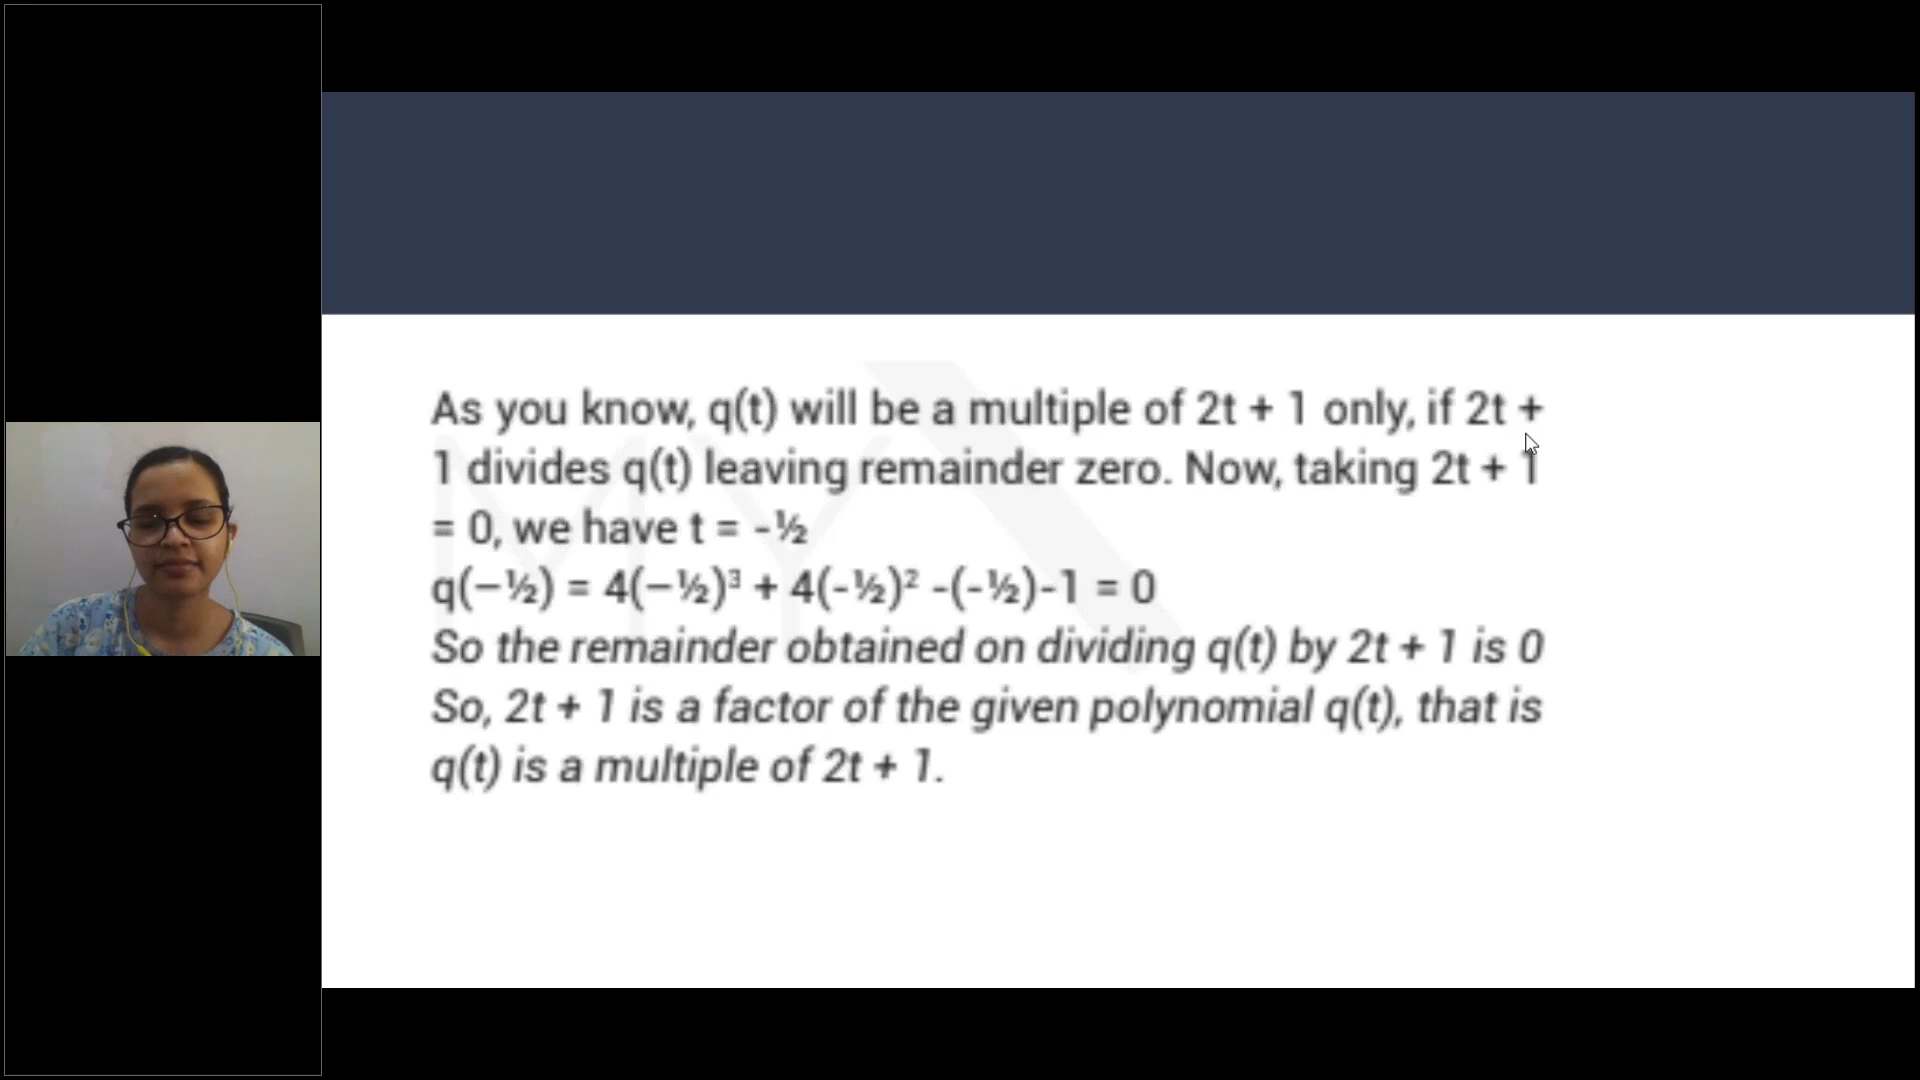 As you know, q(t) will be a multiple of 2t + 1 only, if 2t +
1 divides q(t) leaving remainder zero. Now, taking 2t + 1
= 0, we have t = -½
q(−½) = 4(−½)³ + 4(-½)² -(-½)-1 = 0
So the remainder obtained on dividing q(t) by 2t + 1 is 0
So, 2t + 1 is a factor of the given polynomial q(t), that is
q(t) is a multiple of 2t + 1.